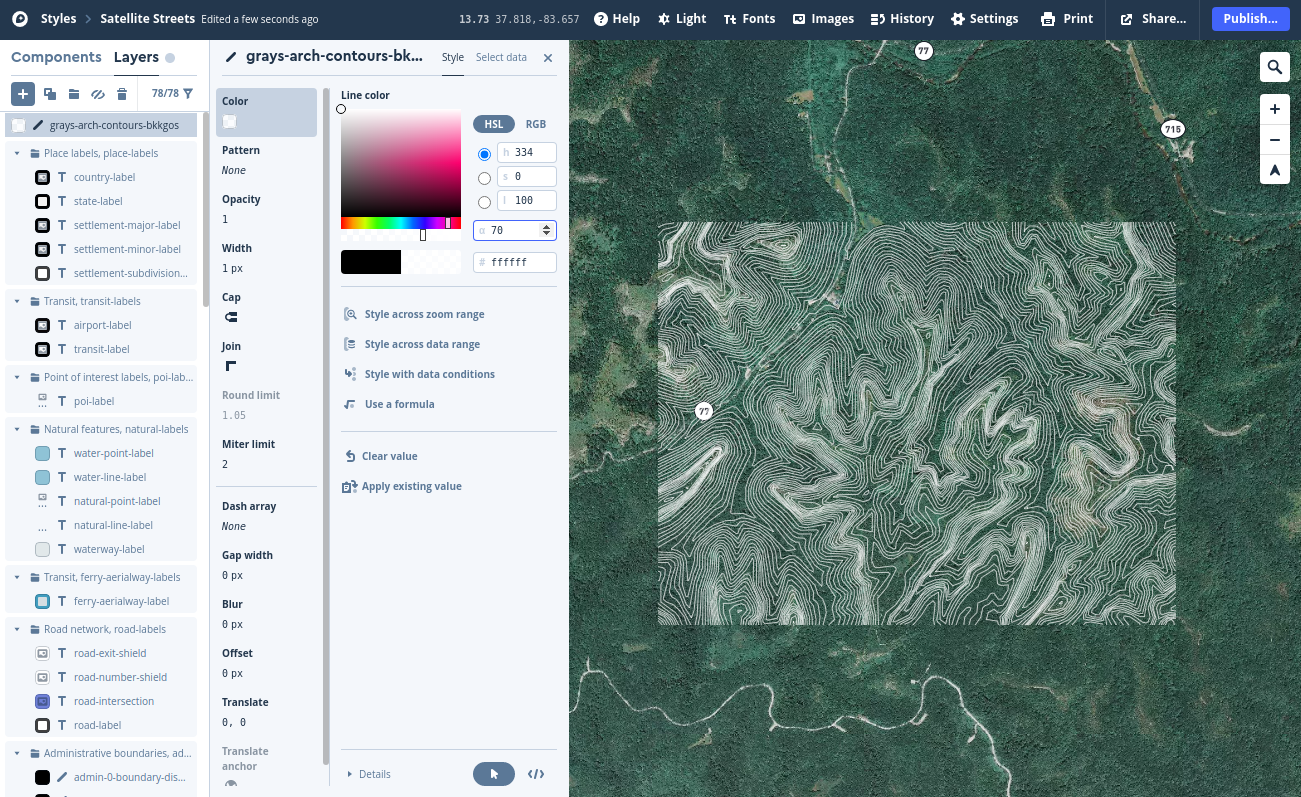 Styles
Satellite Streets
Edited a few seconds ago
13.73 37.818,-83.657
Help
Light
Fonts
Images
History
Settings
Print
Share...
Publish...
Components
Layers
78/78
grays-arch-contours-bkkgos
Place labels, place-labels
country-label
state-label
settlement-major-label
settlement-minor-label
settlement-subdivision...
Transit, transit-labels
airport-label
transit-label
Point of interest labels, poi-lab...
poi-label
Natural features, natural-labels
water-point-label
water-line-label
natural-point-label
natural-line-label
waterway-label
Transit, ferry-aerialway-labels
ferry-aerialway-label
Road network, road-labels
road-exit-shield
road-number-shield
road-intersection
road-label
Administrative boundaries, ad...
admin-0-boundary-dis...
grays-arch-contours-bk...
Style
Select data
Color
Pattern
None
Opacity
1
Width
1 px
Cap
Join
Round limit
1.05
Miter limit
2
Dash array
None
Gap width
0 px
Blur
0 px
Offset
0 px
Translate
0, 0
Translate
anchor
Line color
HSL
RGB
h 334
s 0
l 100
α 70
# ffffff
Style across zoom range
Style across data range
Style with data conditions
Use a formula
Clear value
Apply existing value
Details
77
715
77